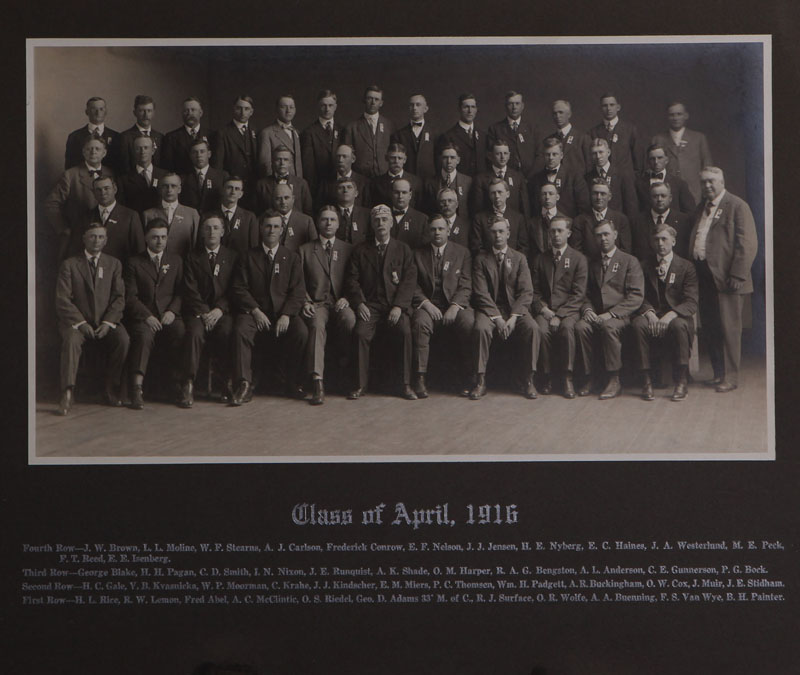 Class of April, 1916
Fourth Row—J. W. Brown, L. L. Moline, W. F. Stearns, A. J. Carlson, Frederick Conrow, E. F. Nelson, J. J. Jensen, H. E. Nyberg, E. C. Haines, J. A. Westerlund, M. E. Peck,
F. T. Reed, E. E. Isenberg.
Third Row—George Blake, H. H. Pagan, C. D. Smith, I. N. Nixon, J. E. Runquist, A. K. Shade, O. M. Harper, R. A. G. Bengston, A. L. Anderson, C. E. Gunnerson, P. G. Bock.
Second Row—H. C. Gale, Y. B. Kvasnicka, W. P. Moorman, C. Krahe, J. J. Kindscher, E. M. Miers, P. C. Thomsen, Wm. H. Padgett, A. R. Buckingham, O. W. Cox, J. Muir, J. E. Stidham.
First Row—H. L. Rice, R. W. Lemon, Fred Abel, A. C. McClintic, O. S. Riedel, Geo. D. Adams 33° M. of C., R. J. Surface, O. R. Wolfe, A. A. Buenning, F. S. Van Wye, B. H. Painter.